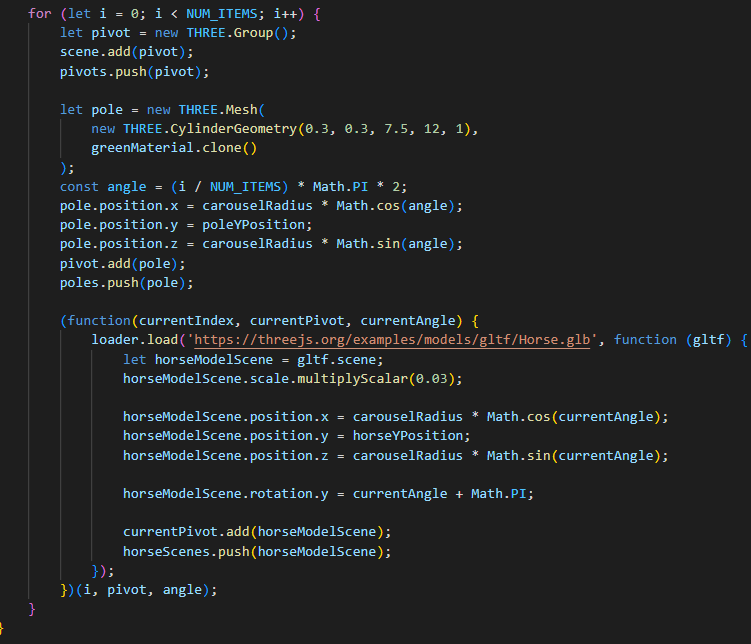 for (let i = 0; i < NUM_ITEMS; i++) {
let pivot = new THREE.Group();
scene.add(pivot);
pivots.push(pivot);
let pole = new THREE.Mesh(
new THREE.CylinderGeometry(0.3, 0.3, 7.5, 12, 1),
greenMaterial.clone()
);
const angle = (i / NUM_ITEMS) * Math.PI * 2;
pole.position.x = carouselRadius * Math.cos(angle);
pole.position.y = poleYPosition;
pole.position.z = carouselRadius * Math.sin(angle);
pivot.add(pole);
poles.push(pole);
(function(currentIndex, currentPivot, currentAngle) {
loader.load('https://threejs.org/examples/models/gltf/Horse.glb', function (gltf) {
let horseModelScene = gltf.scene;
horseModelScene.scale.multiplyScalar(0.03);
horseModelScene.position.x = carouselRadius * Math.cos(currentAngle);
horseModelScene.position.y = horseYPosition;
horseModelScene.position.z = carouselRadius * Math.sin(currentAngle);
horseModelScene.rotation.y = currentAngle + Math.PI;
currentPivot.add(horseModelScene);
horseScenes.push(horseModelScene);
});
})(i, pivot, angle);
}
}